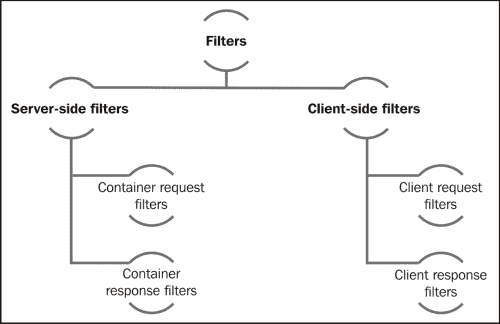 Filters
Server-side filters
Client-side filters
Container request
filters
Client request
filters
Container
response filters
Client response
filters